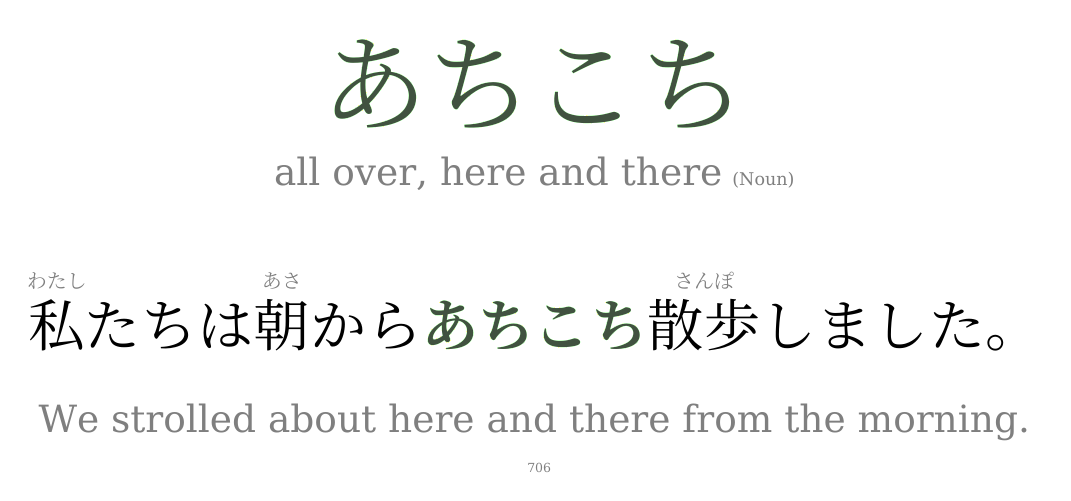 あちこち
all over, here and there (Noun)
わたし あさ さんぽ
私たちは朝からあちこち散歩しました。
We strolled about here and there from the morning.
706